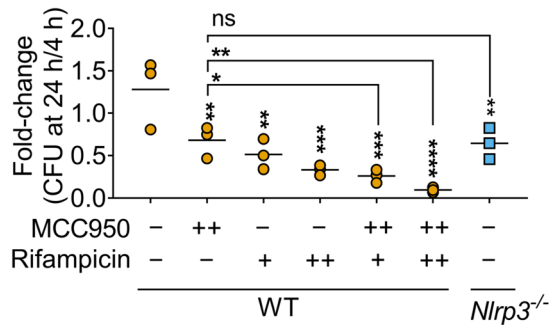 ns
2.0
**
1.5
*
1.0
** ** *** *** **** **
0.5
0.0
Fold-change
(CFU at 24 h/4 h)
MCC950 – ++ – – ++ ++ –
Rifampicin – – + ++ + ++ –
WT Nlrp3-/-